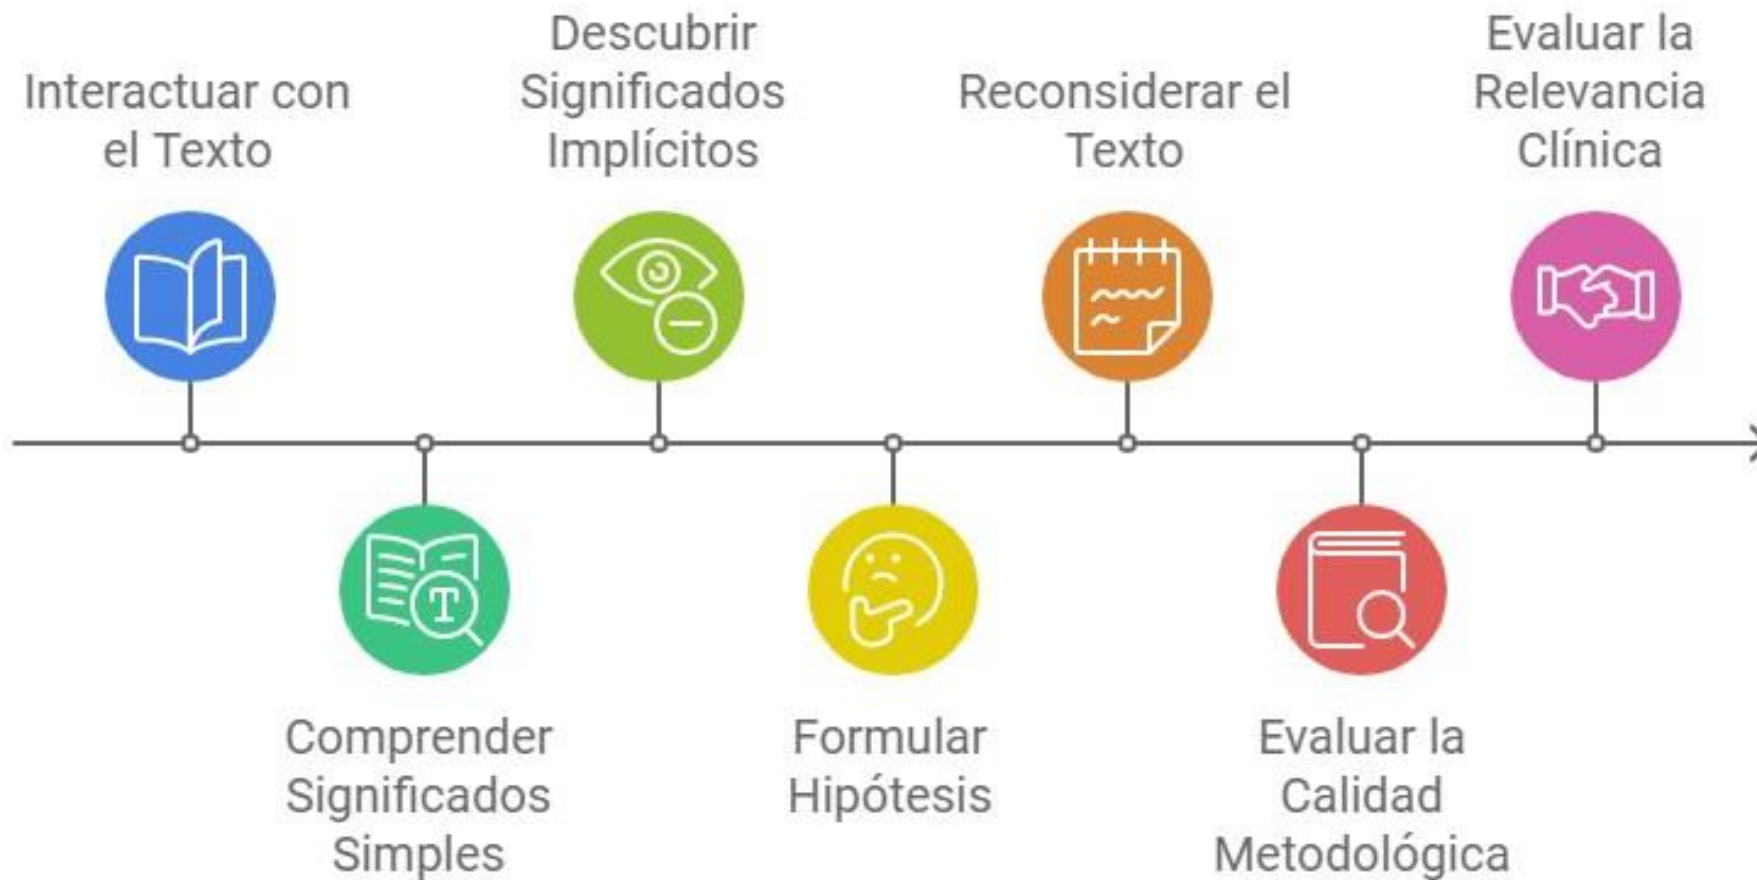 Interactuar con
el Texto
Comprender
Significados
Simples
Descubrir
Significados
Implícitos
Formular
Hipótesis
Reconsiderar el
Texto
Evaluar la
Calidad
Metodológica
Evaluar la
Relevancia
Clínica